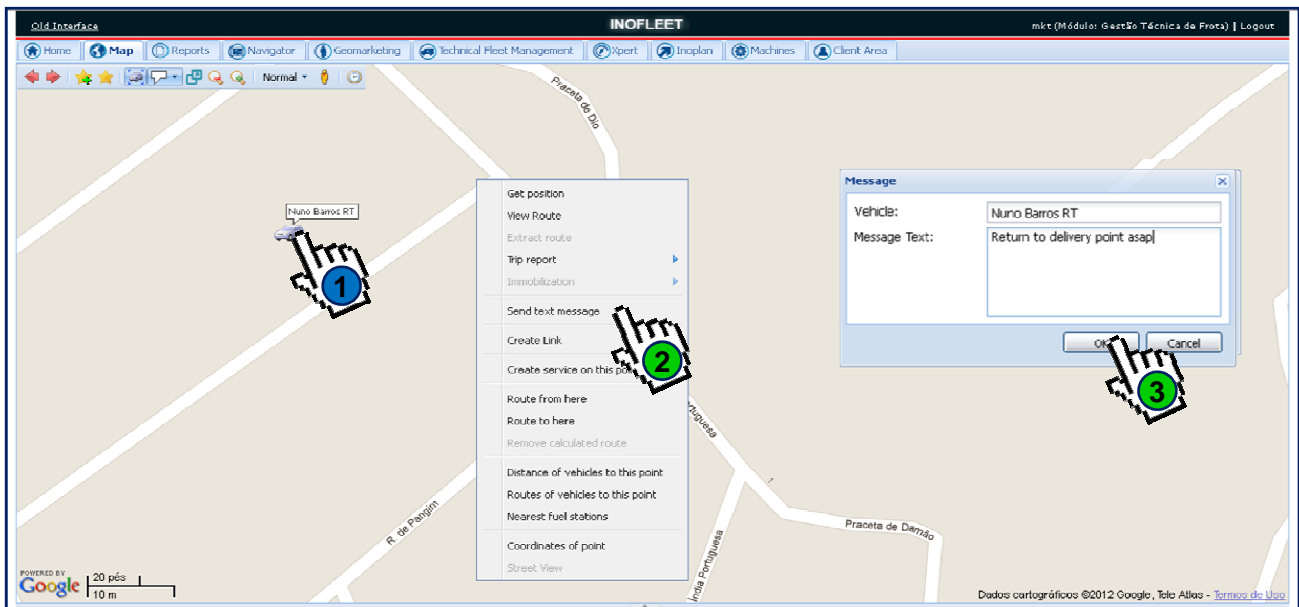 Old Interface
INOFLEET
mkt (Módulo: Gestão Técnica de Frota) | Logout
Home
Map
Reports
Navigator
Geomarketing
Technical Fleet Management
Xpert
Inoplan
Machines
Client Area
Normal
Praceta de Dio
Nuno Barros RT
1
Get position
View Route
Extract route
Trip report
Immobilization
Send text message
Create Link
Create service on this
Route from here
Route to here
Remove calculated route
Distance of vehicles to this point
Routes of vehicles to this point
Nearest fuel stations
Coordinates of point
Street View
2
Message
Vehicle:
Nuno Barros RT
Message Text:
Return to delivery point asap
OK
Cancel
3
R. de Pangim
Praceta de Damão
Índia Portuguesa
POWERED BY
Google
20 pés
10 m
Dados cartográficos ©2012 Google, Tele Atlas - Termos de Uso